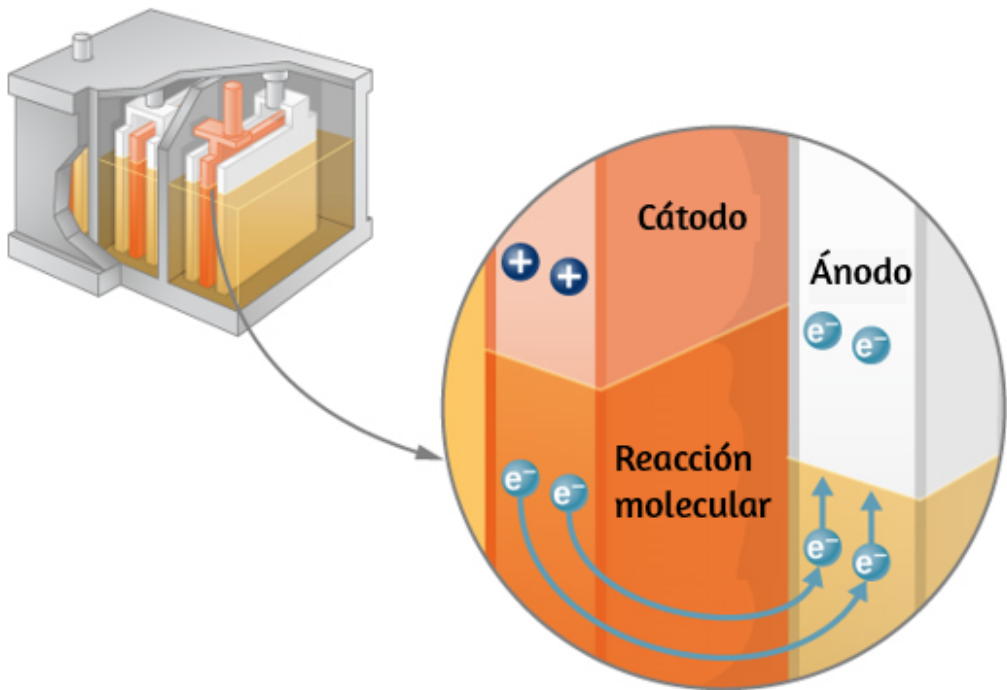 Cátodo
Ánodo
+ +
e⁻ e⁻
Reacción
molecular
e⁻ e⁻
e⁻ e⁻